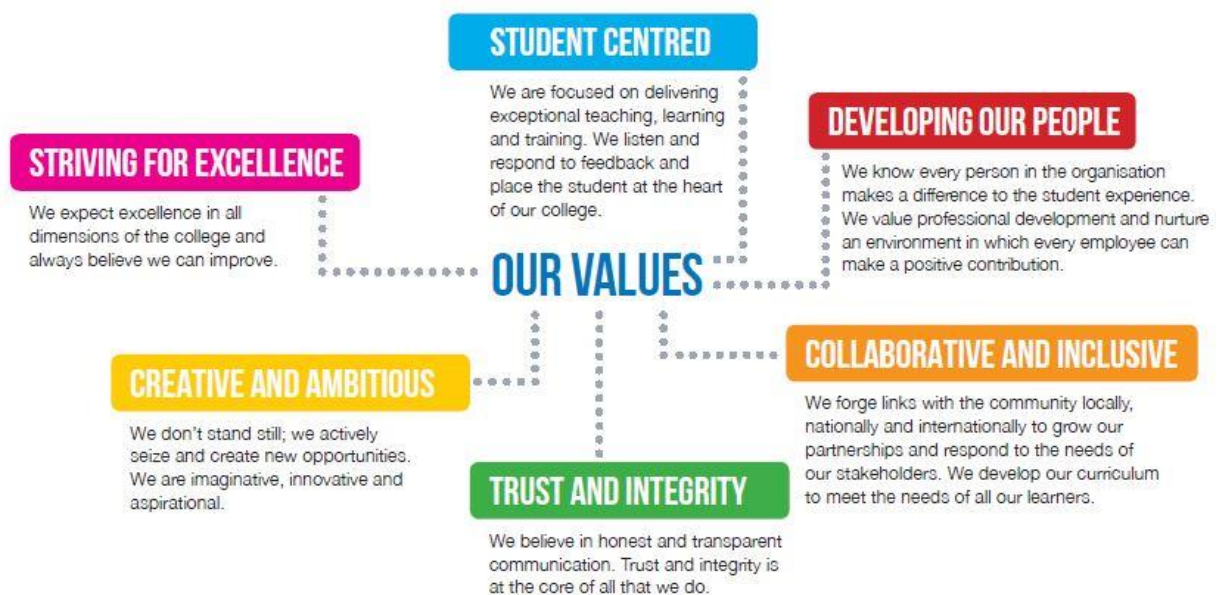 STUDENT CENTRED
We are focused on delivering
exceptional teaching, learning
and training. We listen and
respond to feedback and
place the student at the heart
of our college.
DEVELOPING OUR PEOPLE
We know every person in the organisation
makes a difference to the student experience.
We value professional development and nurture
an environment in which every employee can
make a positive contribution.
STRIVING FOR EXCELLENCE
We expect excellence in all
dimensions of the college and
always believe we can improve.
OUR VALUES
COLLABORATIVE AND INCLUSIVE
We forge links with the community locally,
nationally and internationally to grow our
partnerships and respond to the needs of
our stakeholders. We develop our curriculum
to meet the needs of all our learners.
CREATIVE AND AMBITIOUS
We don't stand still; we actively
seize and create new opportunities.
We are imaginative, innovative and
aspirational.
TRUST AND INTEGRITY
We believe in honest and transparent
communication. Trust and integrity is
at the core of all that we do.